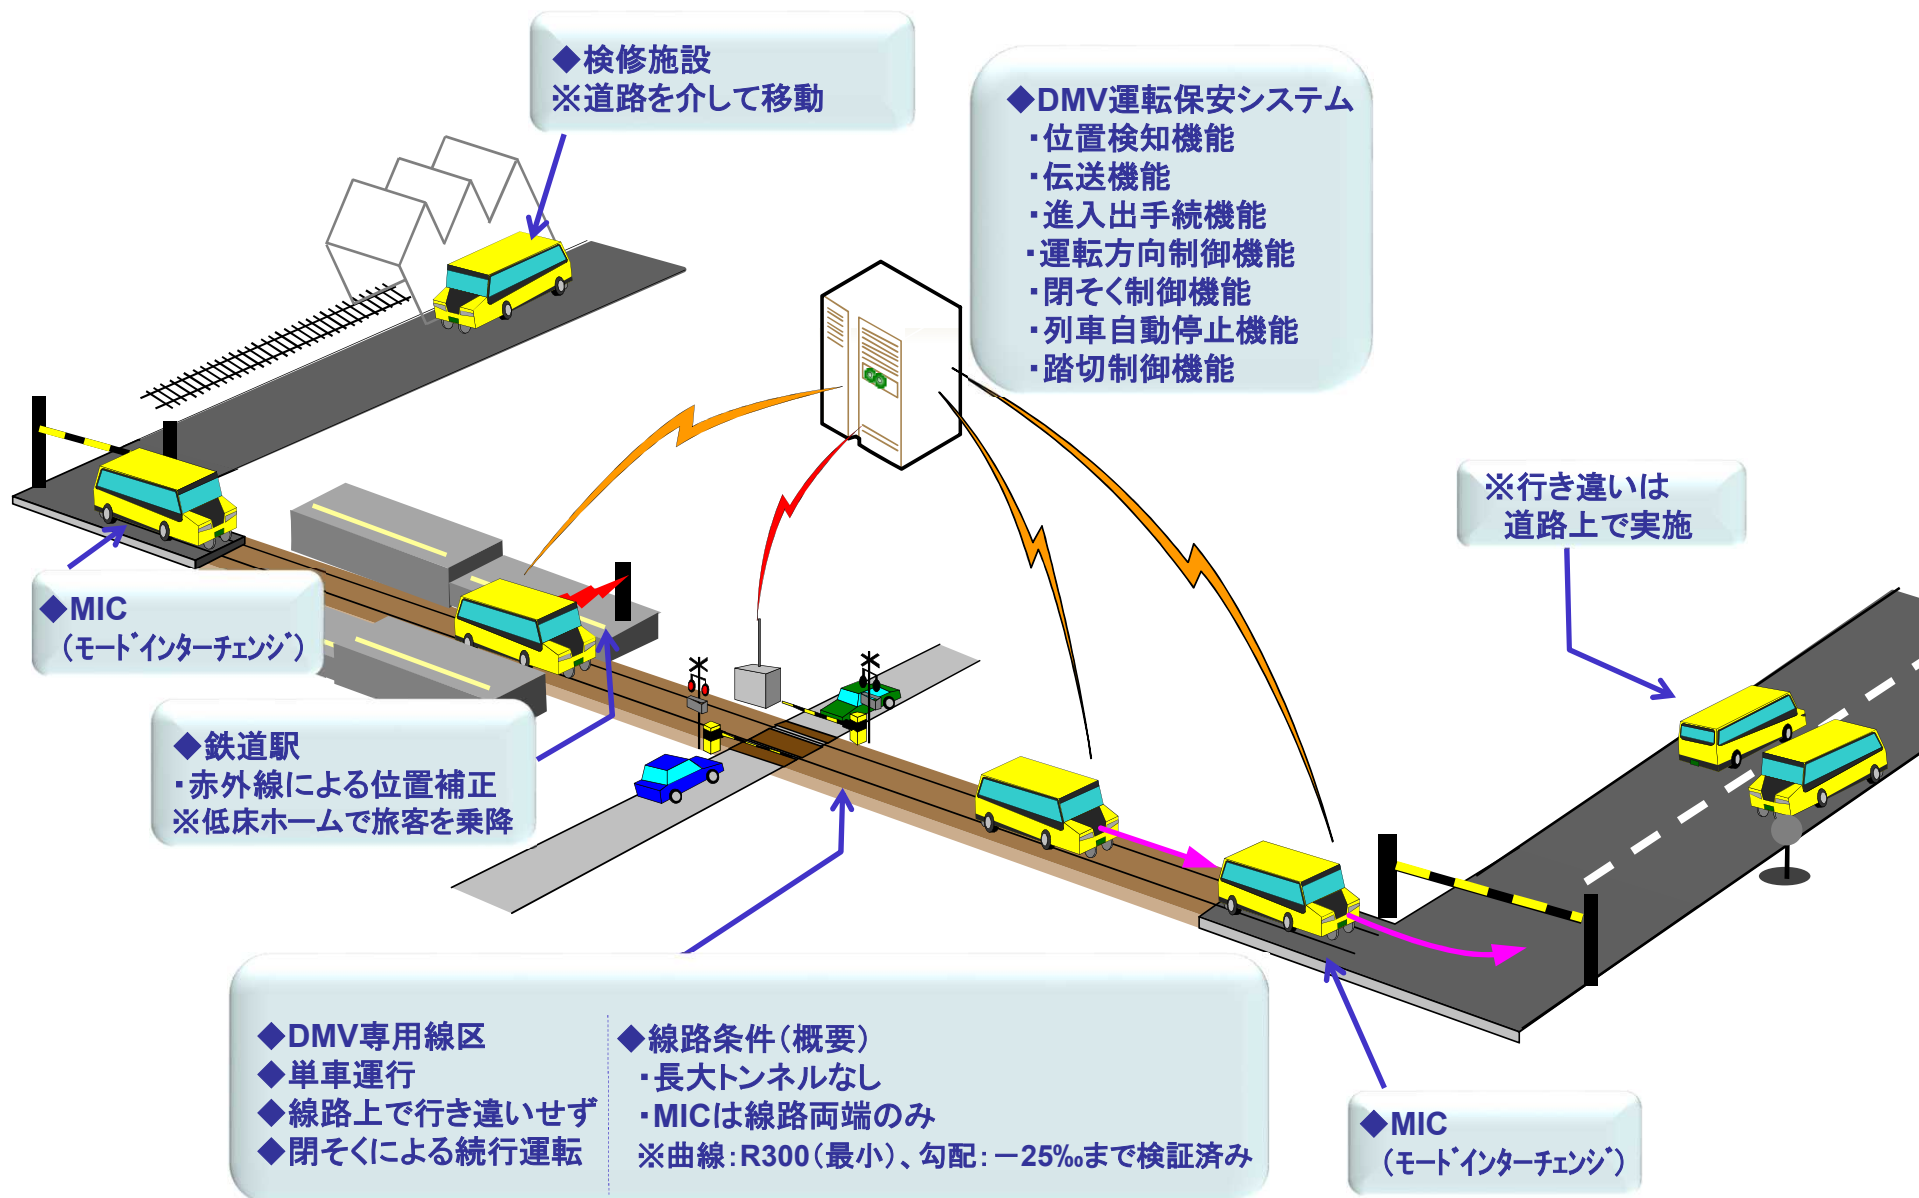 ◆検修施設
※道路を介して移動
◆DMV運転保安システム
・位置検知機能
・伝送機能
・進入出手続機能
・運転方向制御機能
・閉そく制御機能
・列車自動停止機能
・踏切制御機能
※行き違いは
道路上で実施
◆MIC
(モードインターチェンジ)
◆鉄道駅
・赤外線による位置補正
※低床ホームで旅客を乗降
◆DMV専用線区
◆単車運行
◆線路上で行き違いせず
◆閉そくによる続行運転
◆線路条件(概要)
・長大トンネルなし
・MICは線路両端のみ
※曲線:R300(最小)、勾配:-25‰まで検証済み
◆MIC
(モードインターチェンジ)